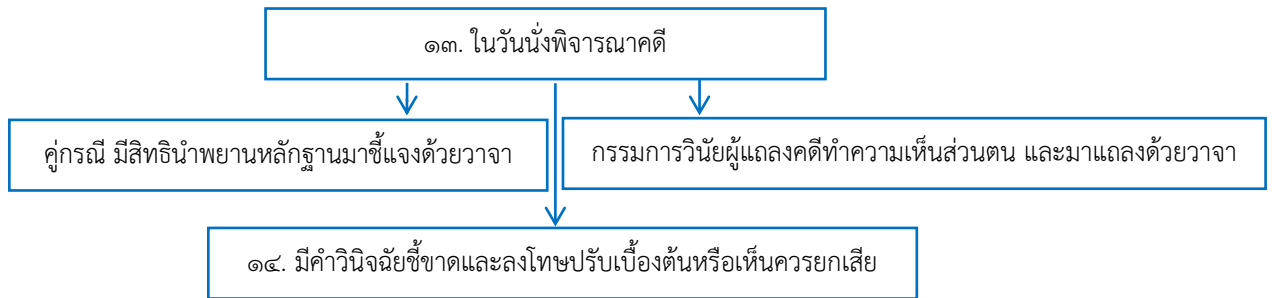 ๑๓. ในวันนั่งพิจารณาคดี
คู่กรณี มีสิทธินำพยานหลักฐานมาชี้แจงด้วยวาจา
กรรมการวินัยผู้แถลงคดีทำความเห็นส่วนตน และมาแถลงด้วยวาจา
๑๔. มีคำวินิจฉัยชี้ขาดและลงโทษปรับเบื้องต้นหรือเห็นควรยกเสีย